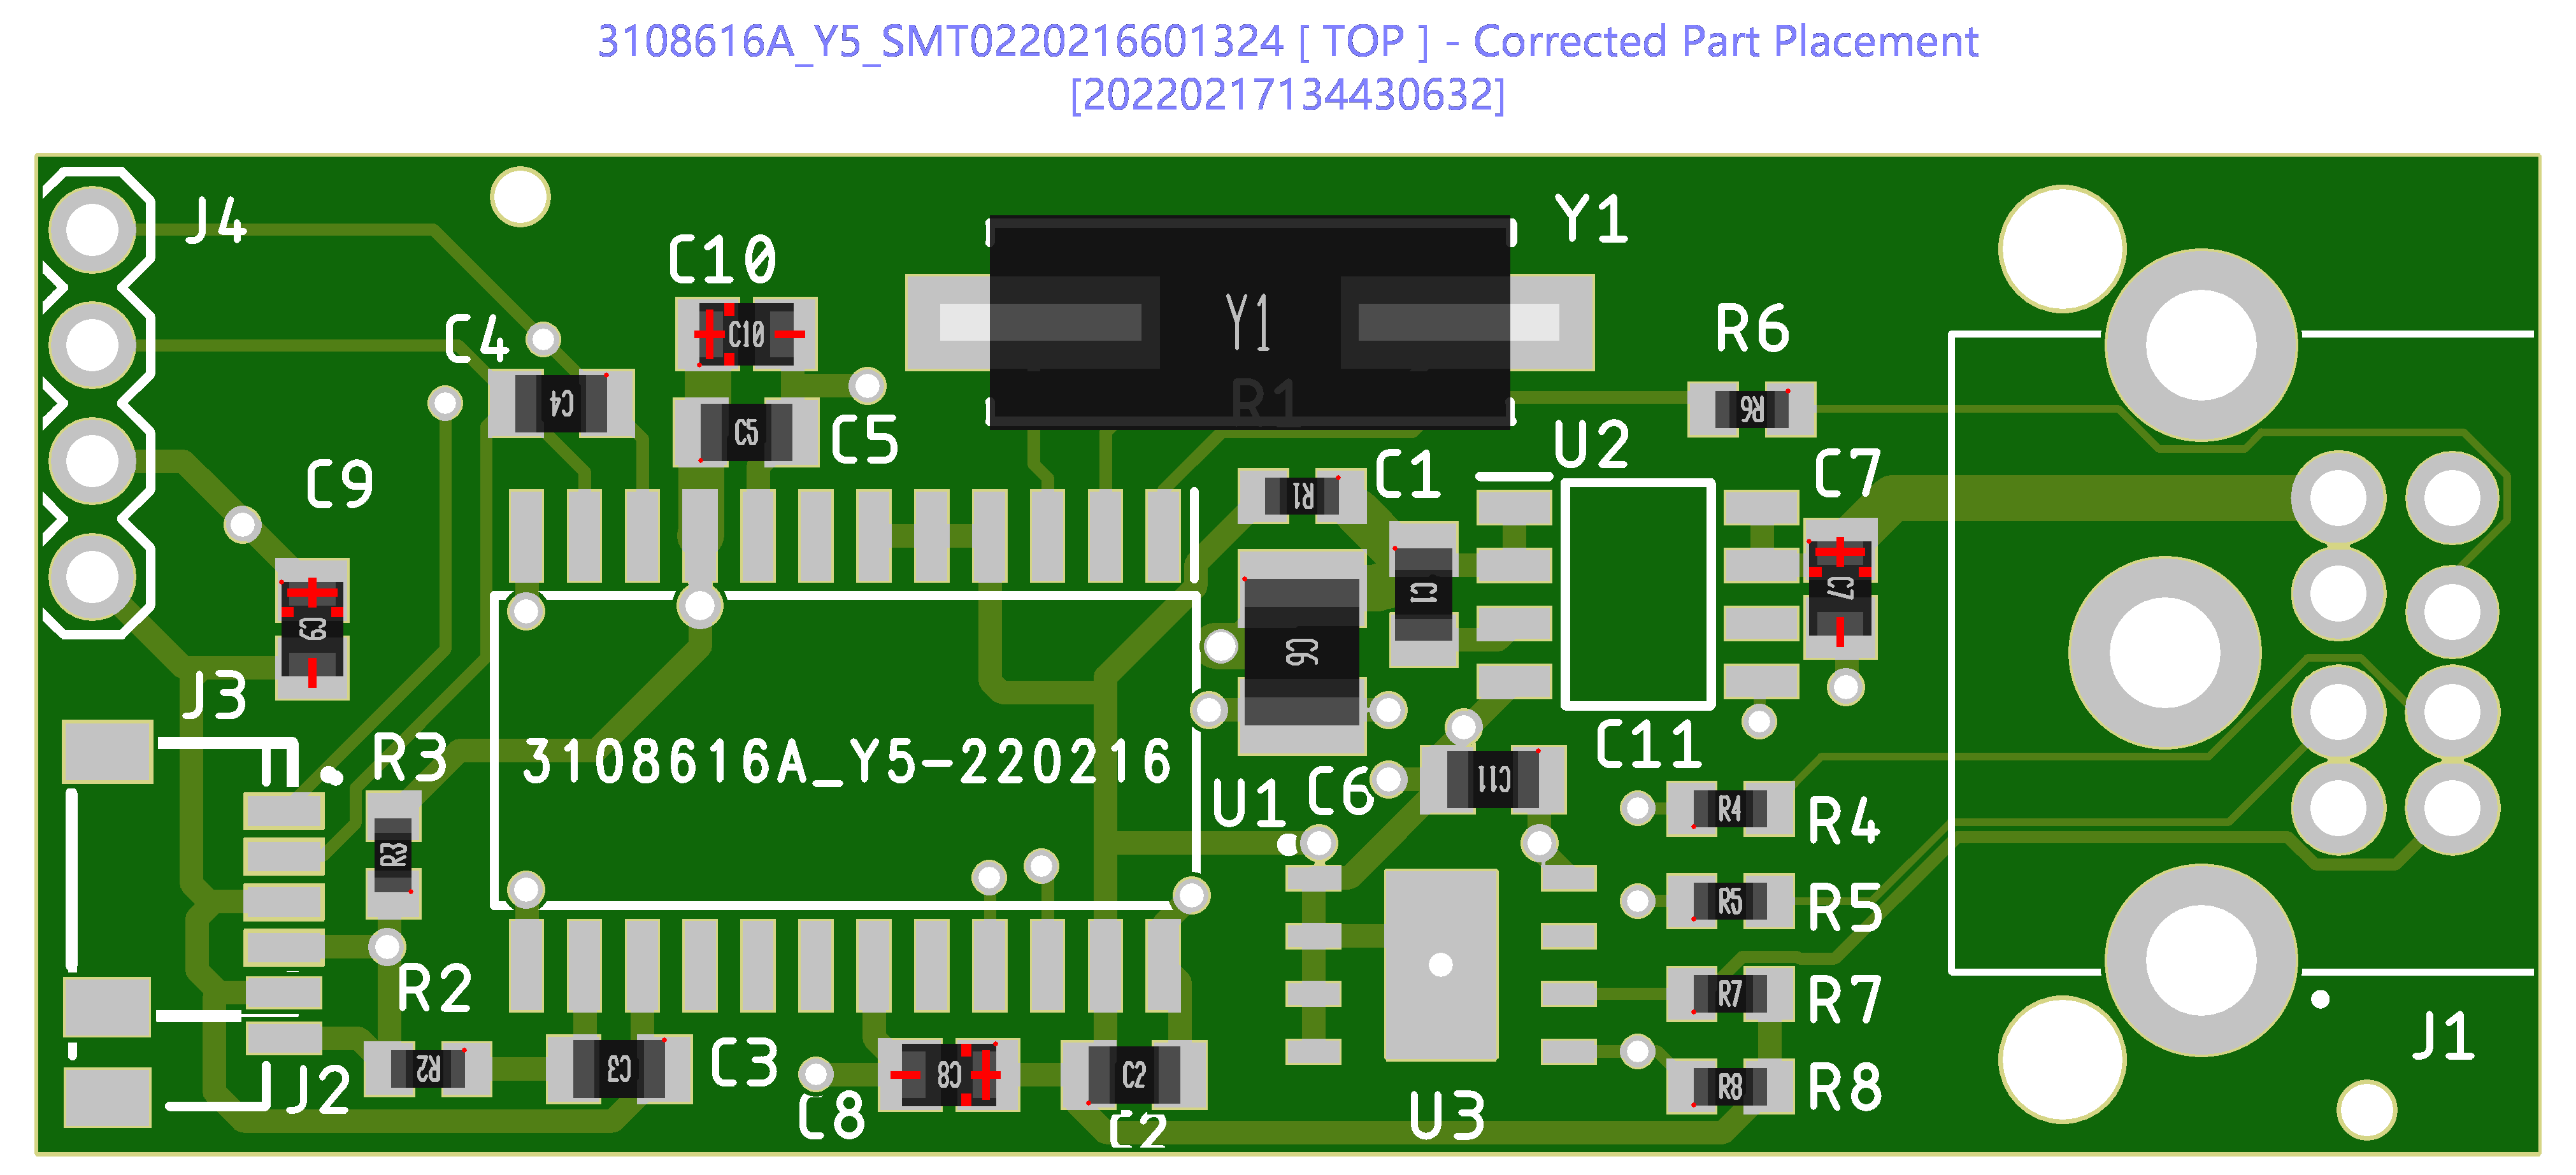 3108616A_Y5_SMT0220216601324 [ TOP ] - Corrected Part Placement
[20220217134430632]
J4
Y1
C10
C10
Y1
R6
C4
C4
R1
R6
C5
C5
U2
C1
C7
C9
R1
C1
C7
C9
C6
J3
R3
3108616A_Y5-220216
C11
C11
U1
C6
R4
R4
R3
R5
R5
R2
R7
R7
J1
R2
C3
C3
C8
C2
R8
R8
J2
C8
C2
U3